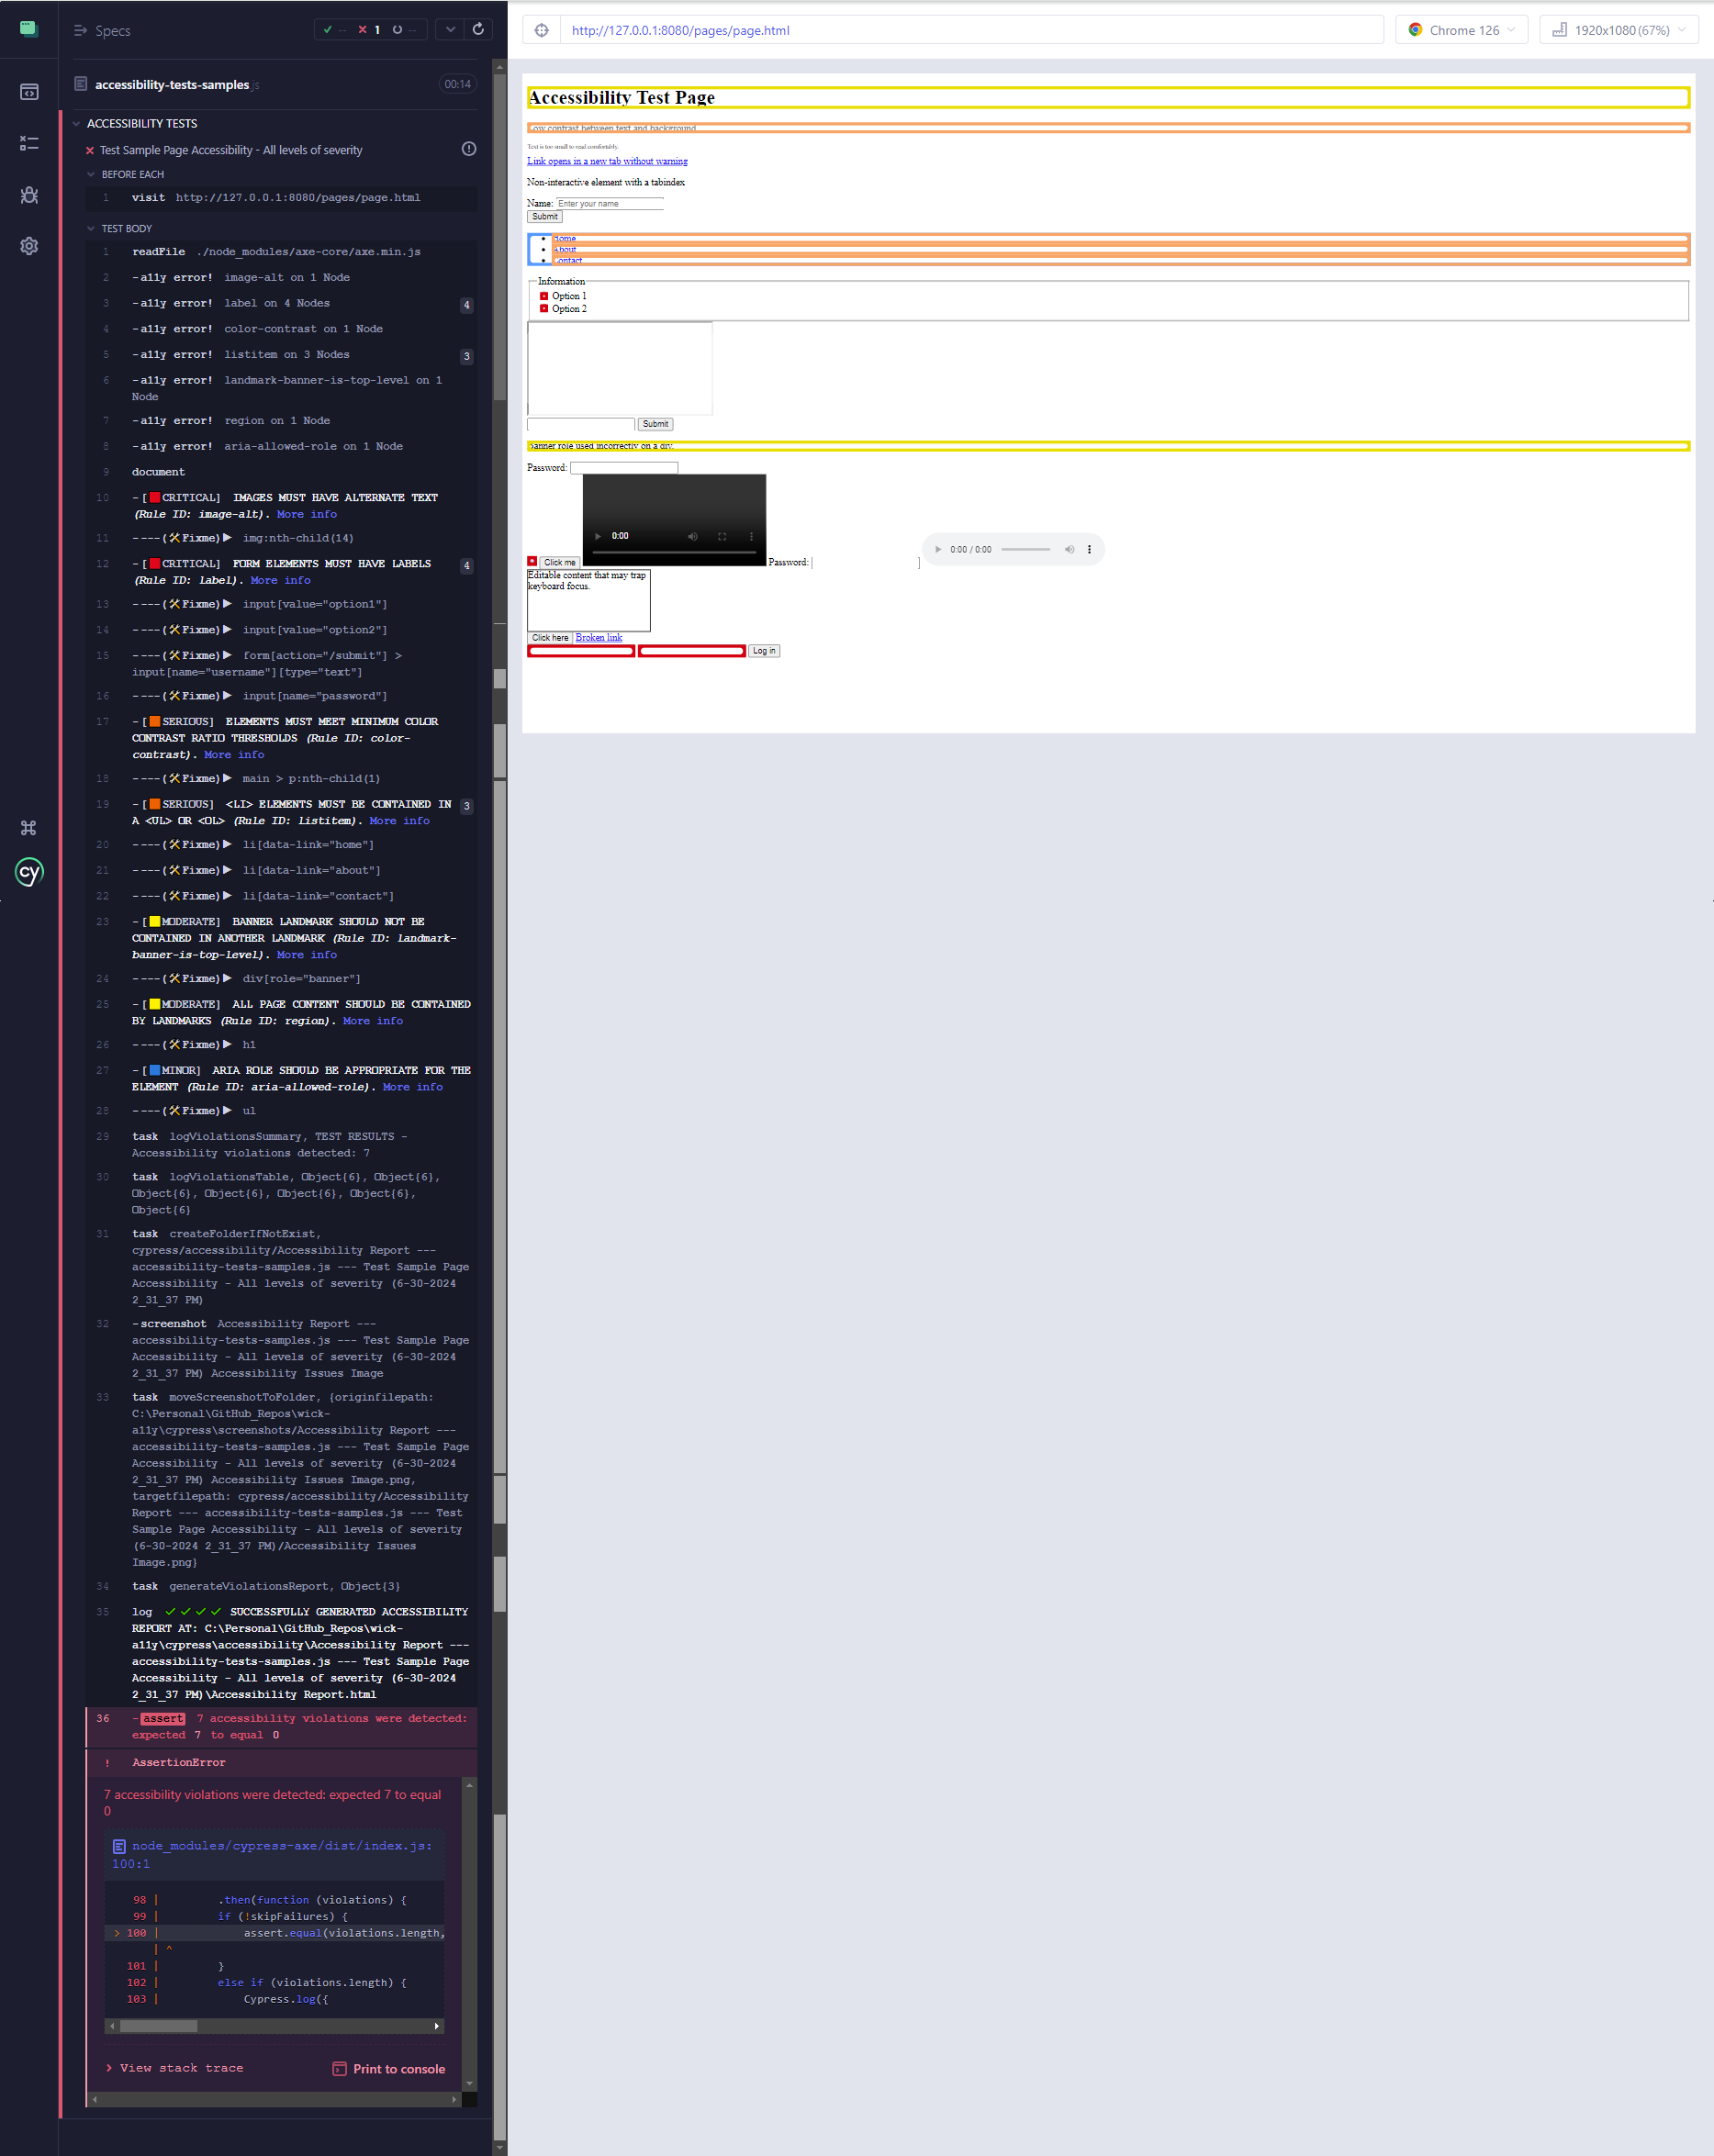 Specs
-- 1 --
http://127.0.0.1:8080/pages/page.html
Chrome 126
1920x1080 (67%)
accessibility-tests-samples js
00:14
ACCESSIBILITY TESTS
Test Sample Page Accessibility - All levels of severity
BEFORE EACH
1 visit http://127.0.0.1:8080/pages/page.html
TEST BODY
1 readFile ./node_modules/axe-core/axe.min.js
2 -a11y error! image-alt on 1 Node
3 -a11y error! label on 4 Nodes 4
4 -a11y error! color-contrast on 1 Node
5 -a11y error! listitem on 3 Nodes 3
6 -a11y error! landmark-banner-is-top-level on 1
Node
7 -a11y error! region on 1 Node
8 -a11y error! aria-allowed-role on 1 Node
9 document
10 -[🟥CRITICAL] IMAGES MUST HAVE ALTERNATE TEXT
(Rule ID: image-alt). More info
11 ----(🛠Fixme)▶ img:nth-child(14)
12 -[🟥CRITICAL] FORM ELEMENTS MUST HAVE LABELS 4
(Rule ID: label). More info
13 ----(🛠Fixme)▶ input[value="option1"]
14 ----(🛠Fixme)▶ input[value="option2"]
15 ----(🛠Fixme)▶ form[action="/submit"] >
input[name="username"][type="text"]
16 ----(🛠Fixme)▶ input[name="password"]
17 -[🟧SERIOUS] ELEMENTS MUST MEET MINIMUM COLOR
CONTRAST RATIO THRESHOLDS (Rule ID: color-
contrast). More info
18 ----(🛠Fixme)▶ main > p:nth-child(1)
19 -[🟧SERIOUS] <LI> ELEMENTS MUST BE CONTAINED IN 3
A <UL> OR <OL> (Rule ID: listitem). More info
20 ----(🛠Fixme)▶ li[data-link="home"]
21 ----(🛠Fixme)▶ li[data-link="about"]
22 ----(🛠Fixme)▶ li[data-link="contact"]
23 -[🟨MODERATE] BANNER LANDMARK SHOULD NOT BE
CONTAINED IN ANOTHER LANDMARK (Rule ID: landmark-
banner-is-top-level). More info
24 ----(🛠Fixme)▶ div[role="banner"]
25 -[🟨MODERATE] ALL PAGE CONTENT SHOULD BE CONTAINED
BY LANDMARKS (Rule ID: region). More info
26 ----(🛠Fixme)▶ h1
27 -[🟦MINOR] ARIA ROLE SHOULD BE APPROPRIATE FOR THE
ELEMENT (Rule ID: aria-allowed-role). More info
28 ----(🛠Fixme)▶ ul
29 task logViolationsSummary, TEST RESULTS -
Accessibility violations detected: 7
30 task logViolationsTable, Object{6}, Object{6},
Object{6}, Object{6}, Object{6}, Object{6},
Object{6}
31 task createFolderIfNotExist,
cypress/accessibility/Accessibility Report ---
accessibility-tests-samples.js --- Test Sample Page
Accessibility - All levels of severity (6-30-2024
2_31_37 PM)
32 -screenshot Accessibility Report ---
accessibility-tests-samples.js --- Test Sample Page
Accessibility - All levels of severity (6-30-2024
2_31_37 PM) Accessibility Issues Image
33 task moveScreenshotToFolder, {originfilepath:
C:\Personal\GitHub_Repos\wick-
a11y\cypress\screenshots/Accessibility Report ---
accessibility-tests-samples.js --- Test Sample Page
Accessibility - All levels of severity (6-30-2024
2_31_37 PM) Accessibility Issues Image.png,
targetfilepath: cypress/accessibility/Accessibility
Report --- accessibility-tests-samples.js --- Test
Sample Page Accessibility - All levels of severity
(6-30-2024 2_31_37 PM)/Accessibility Issues
Image.png}
34 task generateViolationsReport, Object{3}
35 log ✓✓✓✓ SUCCESSFULLY GENERATED ACCESSIBILITY
REPORT AT: C:\Personal\GitHub_Repos\wick-
a11y\cypress\accessibility\Accessibility Report ---
accessibility-tests-samples.js --- Test Sample Page
Accessibility - All levels of severity (6-30-2024
2_31_37 PM)\Accessibility Report.html
36 -assert 7 accessibility violations were detected:
expected 7 to equal 0
! AssertionError
7 accessibility violations were detected: expected 7 to equal
0
node_modules/cypress-axe/dist/index.js:
100:1
98 | .then(function (violations) {
99 | if (!skipFailures) {
> 100 | assert.equal(violations.length,
| ^
101 | }
102 | else if (violations.length) {
103 | Cypress.log({
> View stack trace
Print to console
cy
Accessibility Test Page
Low contrast between text and background.
Text is too small to read comfortably.
Link opens in a new tab without warning
Non-interactive element with a tabindex
Name: Enter your name
Submit
Home
About
Contact
Information
Option 1
Option 2
Submit
Banner role used incorrectly on a div.
Password:
0:00
Click me
Password:
0:00 / 0:00
Editable content that may trap
keyboard focus.
Click here Broken link
Log in